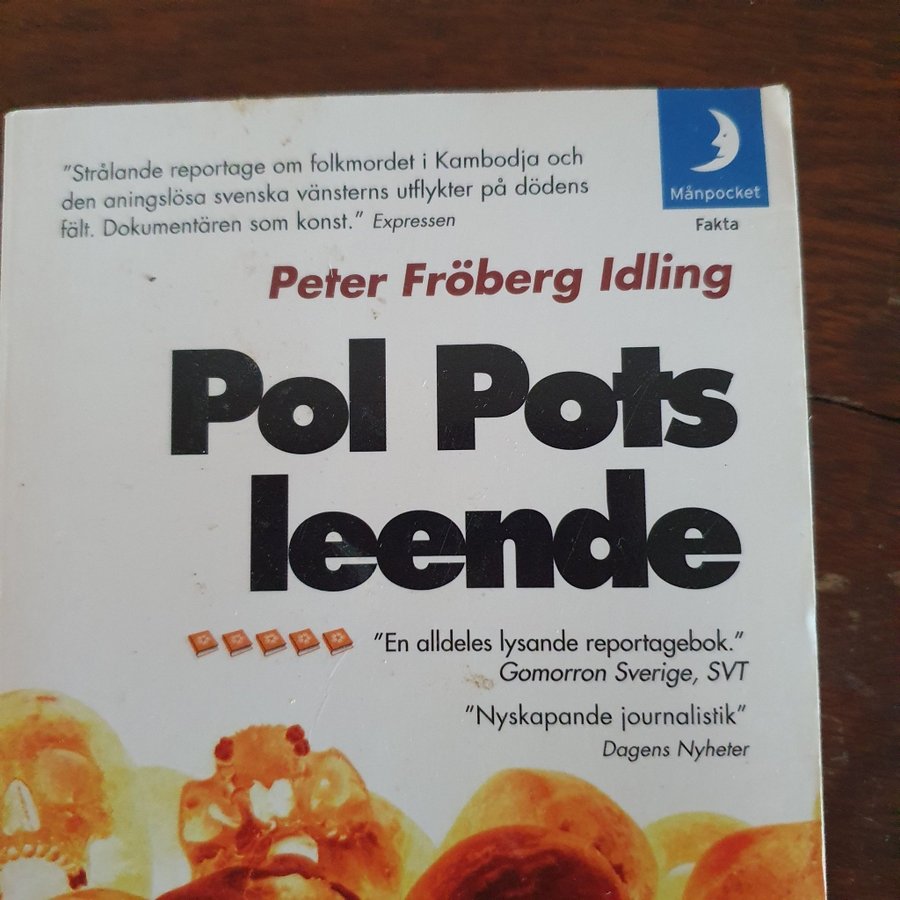 "Strålande reportage om folkmordet i Kambodja och
den aningslösa svenska vänsterns utflykter på dödens
fält. Dokumentären som konst." Expressen
Månpocket
Fakta
Peter Fröberg Idling
Pol Pots
leende
"En alldeles lysande reportagebok."
Gomorron Sverige, SVT
"Nyskapande journalistik"
Dagens Nyheter